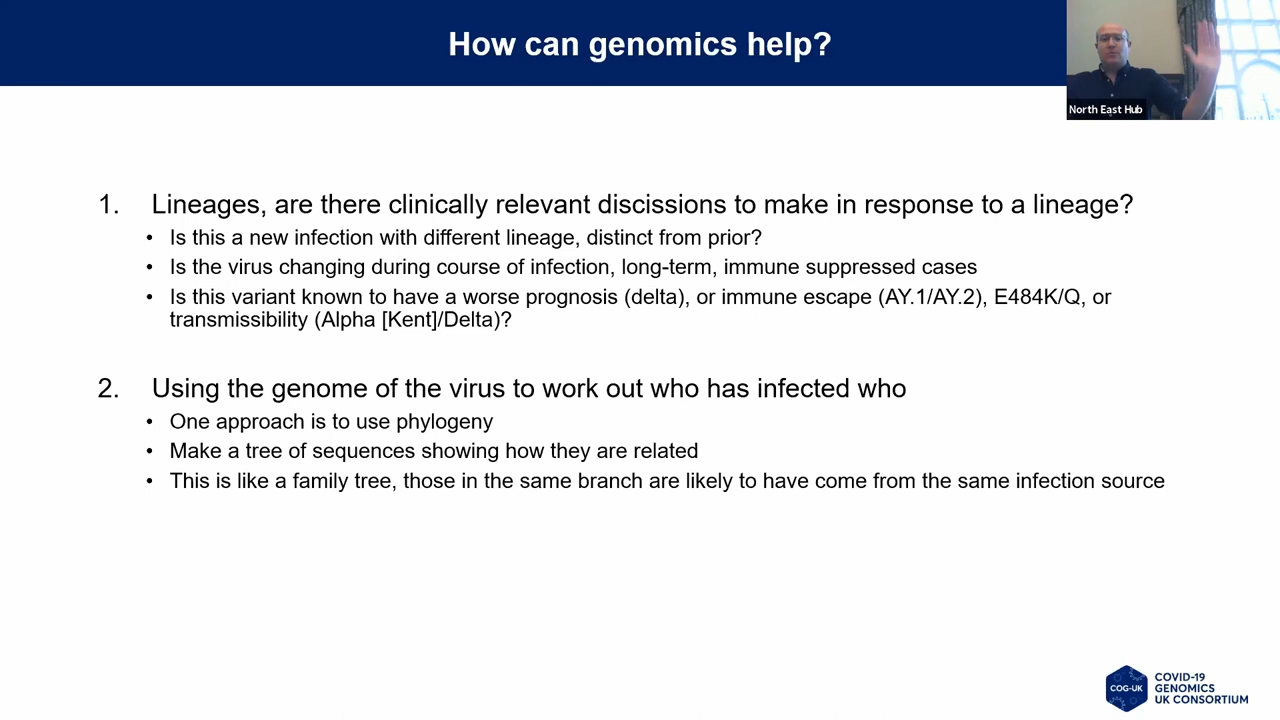 How can genomics help?
North East Hub
1. Lineages, are there clinically relevant discissions to make in response to a lineage?
• Is this a new infection with different lineage, distinct from prior?
• Is the virus changing during course of infection, long-term, immune suppressed cases
• Is this variant known to have a worse prognosis (delta), or immune escape (AY.1/AY.2), E484K/Q, or
transmissibility (Alpha [Kent]/Delta)?
2. Using the genome of the virus to work out who has infected who
• One approach is to use phylogeny
• Make a tree of sequences showing how they are related
• This is like a family tree, those in the same branch are likely to have come from the same infection source
COG-UK
COVID-19
GENOMICS
UK CONSORTIUM